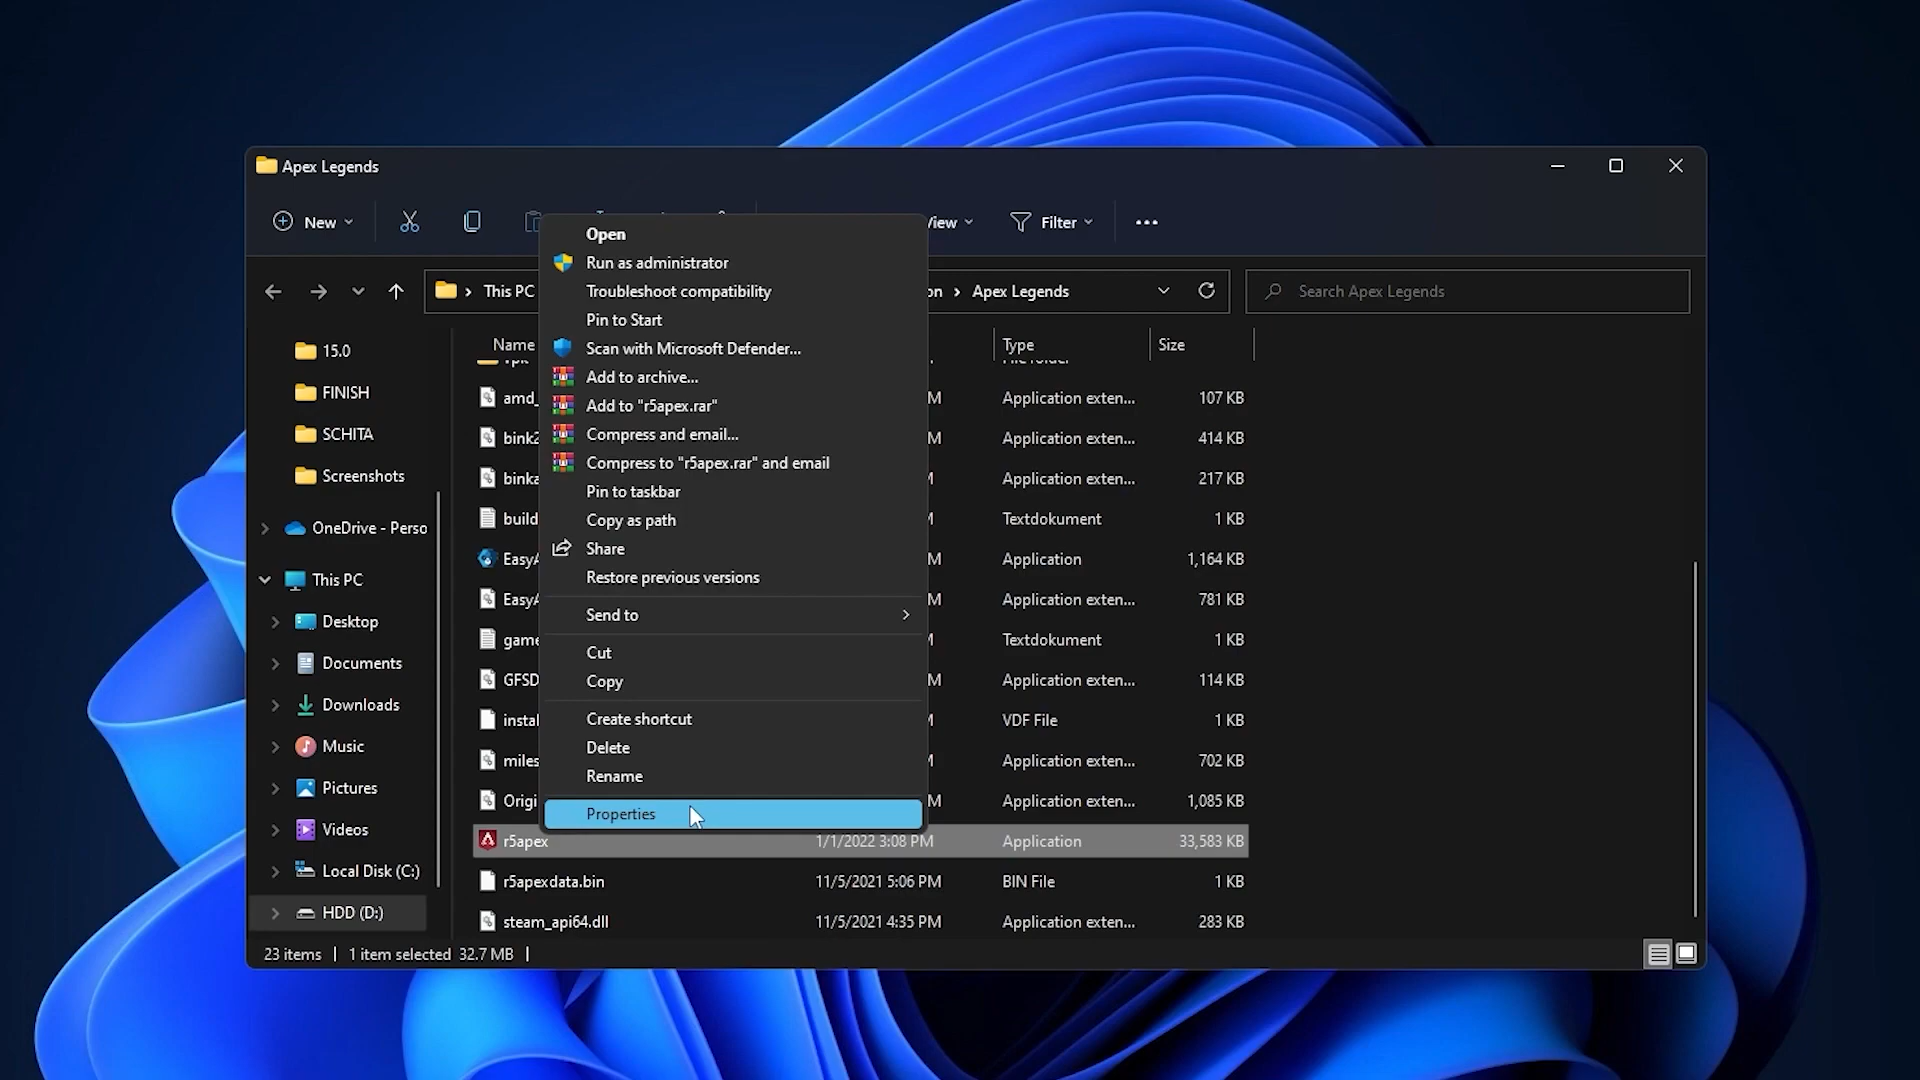 Apex Legends
New
View
Filter
This PC
on
Apex Legends
Search Apex Legends
Open
Run as administrator
Troubleshoot compatibility
Pin to Start
Scan with Microsoft Defender...
Add to archive...
Add to "r5apex.rar"
Compress and email...
Compress to "r5apex.rar" and email
Pin to taskbar
Copy as path
Share
Restore previous versions
Send to
Cut
Copy
Create shortcut
Delete
Rename
Properties
15.0
FINISH
SCHITA
Screenshots
OneDrive - Perso
This PC
Desktop
Documents
Downloads
Music
Pictures
Videos
Local Disk (C:)
HDD (D:)
Name Type Size
vpk File folder
amd_ M Application exten... 107 KB
bink2 M Application exten... 414 KB
binka Application exten... 217 KB
build Textdokument 1 KB
EasyA M Application 1,164 KB
EasyA M Application exten... 781 KB
game Textdokument 1 KB
GFSD M Application exten... 114 KB
instal VDF File 1 KB
miles M Application exten... 702 KB
Origi M Application exten... 1,085 KB
r5apex 1/1/2022 3:08 PM Application 33,583 KB
r5apexdata.bin 11/5/2021 5:06 PM BIN File 1 KB
steam_api64.dll 11/5/2021 4:35 PM Application exten... 283 KB
23 items | 1 item selected 32.7 MB |